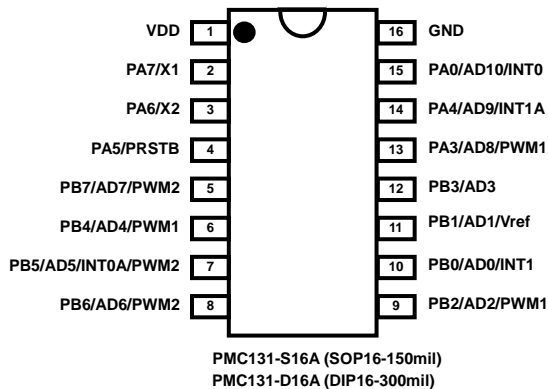 VDD 1 16 GND
PA7/X1 2 15 PA0/AD10/INT0
PA6/X2 3 14 PA4/AD9/INT1A
PA5/PRSTB 4 13 PA3/AD8/PWM1
PB7/AD7/PWM2 5 12 PB3/AD3
PB4/AD4/PWM1 6 11 PB1/AD1/Vref
PB5/AD5/INT0A/PWM2 7 10 PB0/AD0/INT1
PB6/AD6/PWM2 8 9 PB2/AD2/PWM1
PMC131-S16A (SOP16-150mil)
PMC131-D16A (DIP16-300mil)